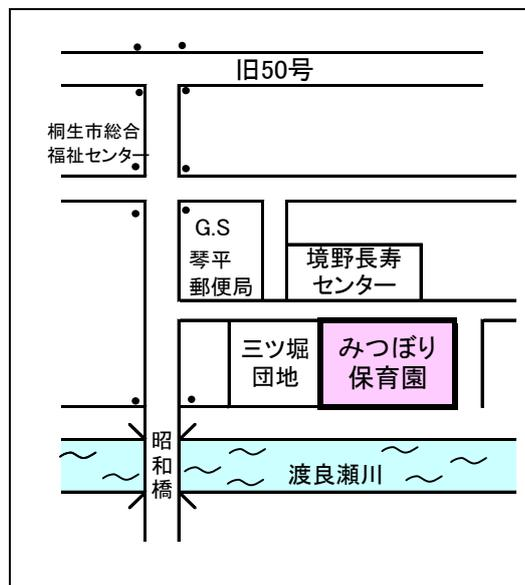 旧50号
桐生市総合
福祉センター
G.S
琴平
郵便局
境野長寿
センター
三ツ堀
団地
みつぼり
保育園
昭和橋
渡良瀬川